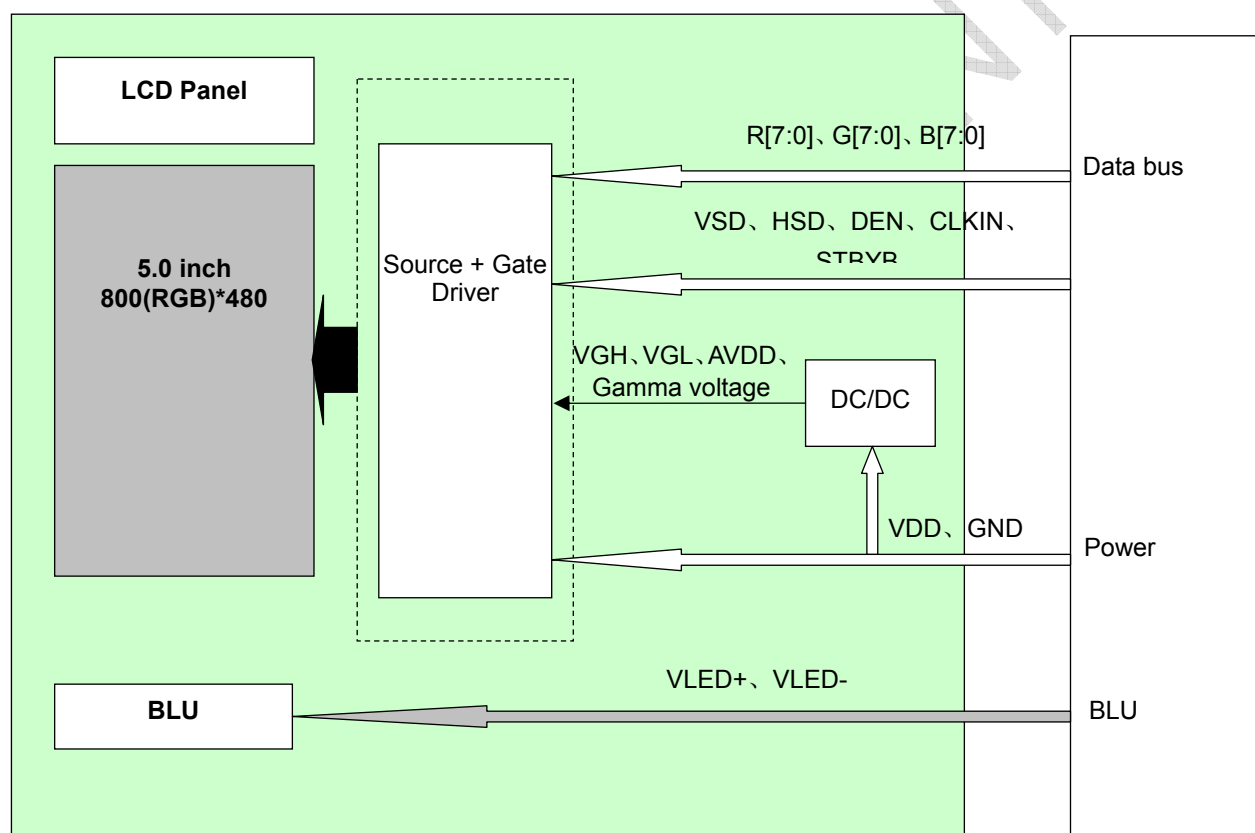 LCD Panel
R[7:0]、G[7:0]、B[7:0]
Data bus
VSD、HSD、DEN、CLKIN、
5.0 inch
800(RGB)*480
Source + Gate
Driver
VGH、VGL、AVDD、
Gamma voltage
DC/DC
VDD、GND
Power
VLED+、VLED-
BLU
BLU